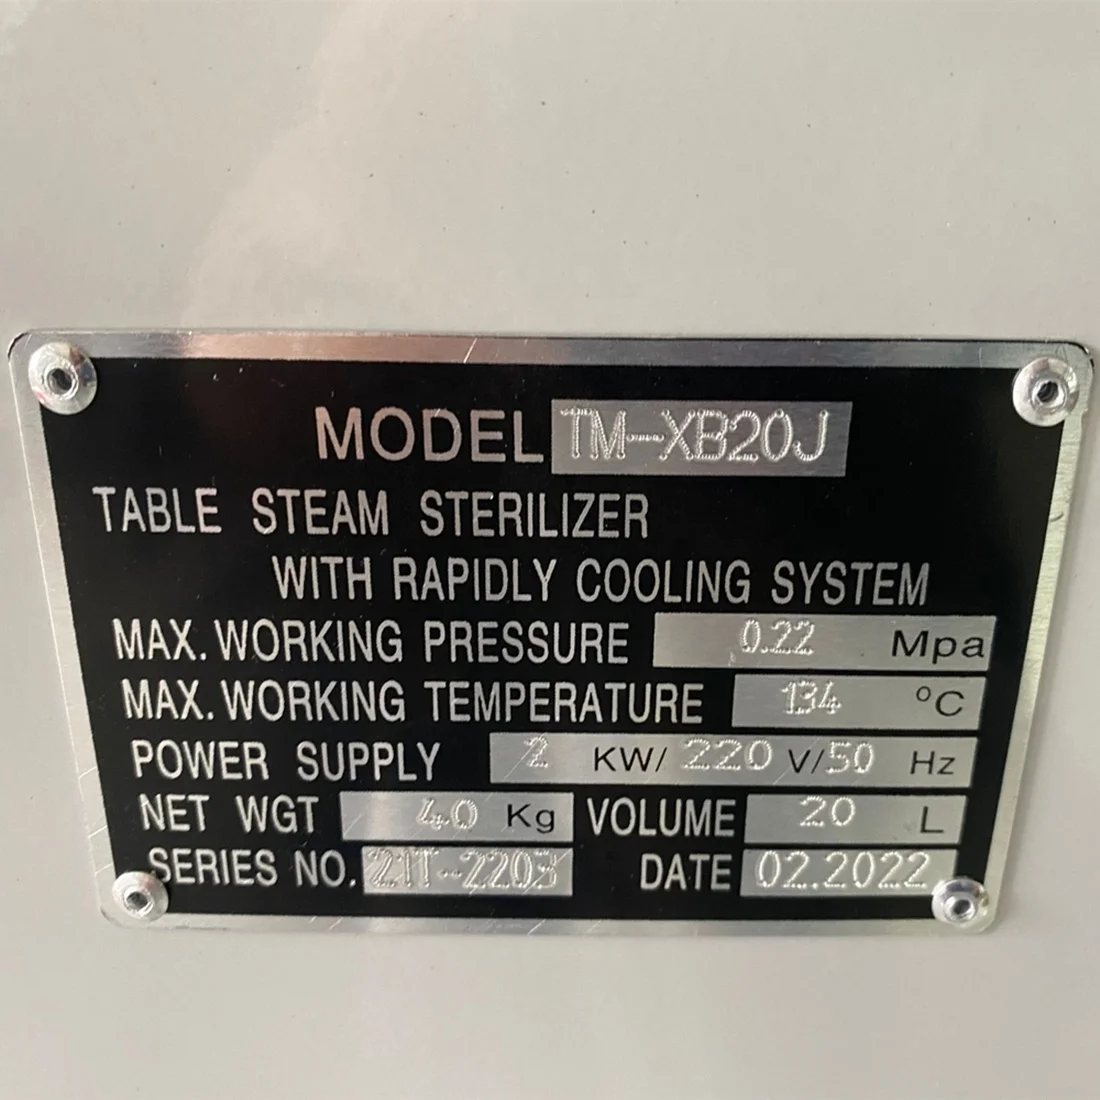 MODEL TM-XB20J
TABLE STEAM STERILIZER
WITH RAPIDLY COOLING SYSTEM
MAX. WORKING PRESSURE 0.22 Mpa
MAX. WORKING TEMPERATURE 134 °C
POWER SUPPLY 2 KW/ 220 V/50 Hz
NET WGT 40 Kg VOLUME 20 L
SERIES NO. 21T-2203 DATE 02.2022